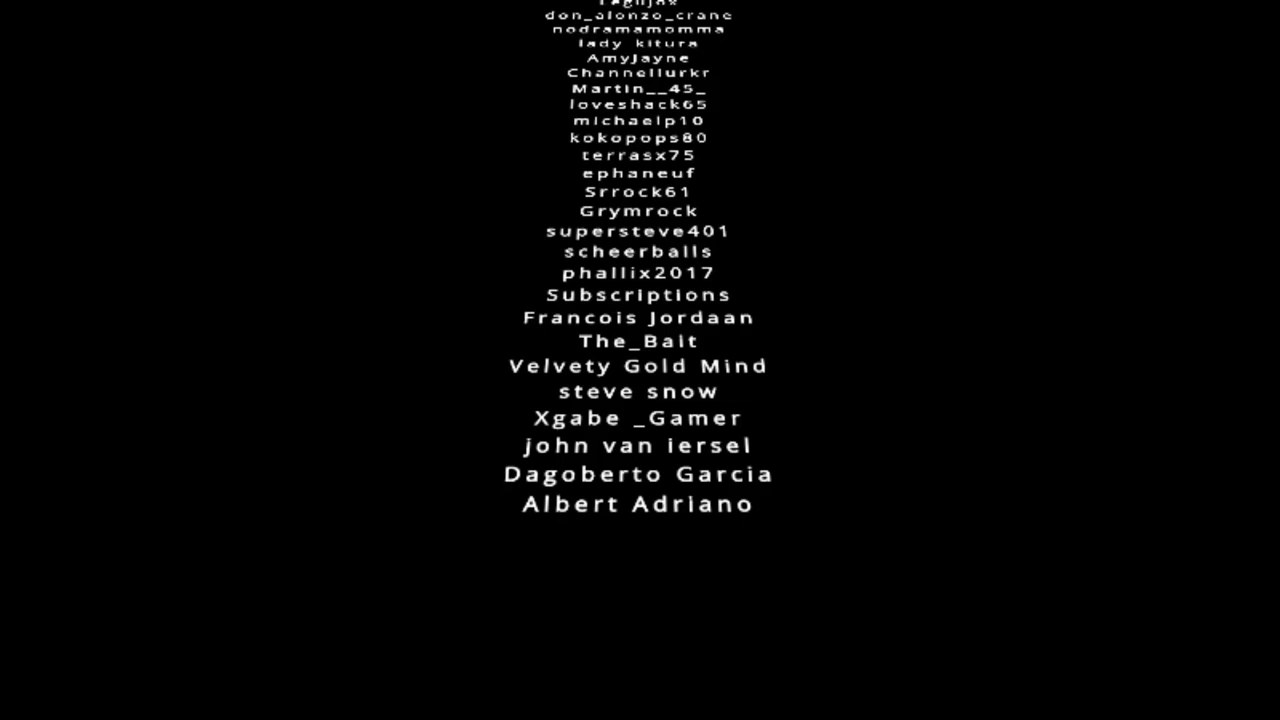 don_alonzo_crane
nodramamomma
lady kitura
AmyJayne
Channellurkr
Martin__45_
loveshack65
michaelp10
kokopops80
terrasx75
ephaneuf
Srrock61
Grymrock
supersteve401
scheerballs
phallix2017
Subscriptions
Francois Jordaan
The_Bait
Velvety Gold Mind
steve snow
Xgabe _Gamer
john van iersel
Dagoberto Garcia
Albert Adriano